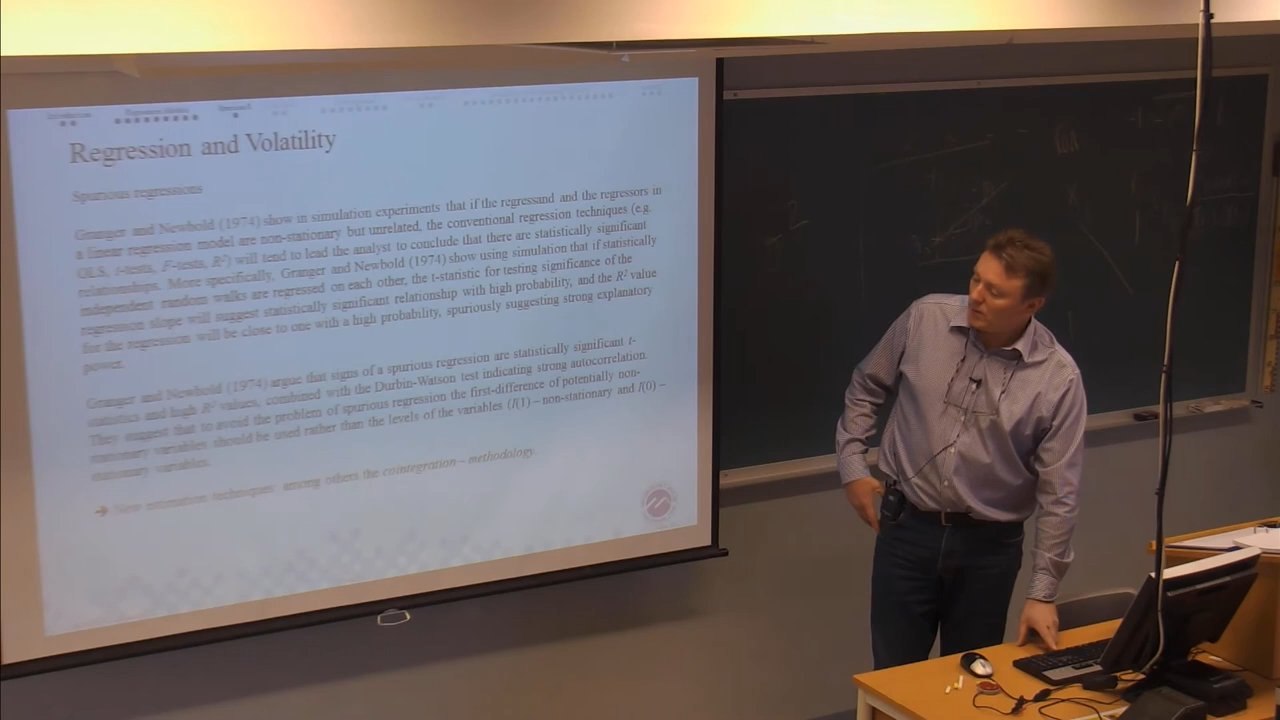 Regression Models
Regression and Volatility
Spurious regressions
Granger and Newbold (1974) show in simulation experiments that if the regressand and the regressors in
a linear regression model are non-stationary but unrelated, the conventional regression techniques (e.g.
OLS, t-tests, F-tests, R²) will tend to lead the analyst to conclude that there are statistically significant
relationships. More specifically, Granger and Newbold (1974) show using simulation that if statistically
independent random walks are regressed on each other, the t-statistic for testing significance of the
regression slope will suggest statistically significant relationship with high probability, and the R² value
for the regression will be close to one with a high probability, spuriously suggesting strong explanatory
power.
Granger and Newbold (1974) argue that signs of a spurious regression are statistically significant t-
statistics and high R² values, combined with the Durbin-Watson test indicating strong autocorrelation.
They suggest that to avoid the problem of spurious regression the first-difference of potentially non-
stationary variables should be used rather than the levels of the variables (I(1) – non-stationary and I(0) –
stationary variables.
➔ New estimation techniques: among others the cointegration – methodology.